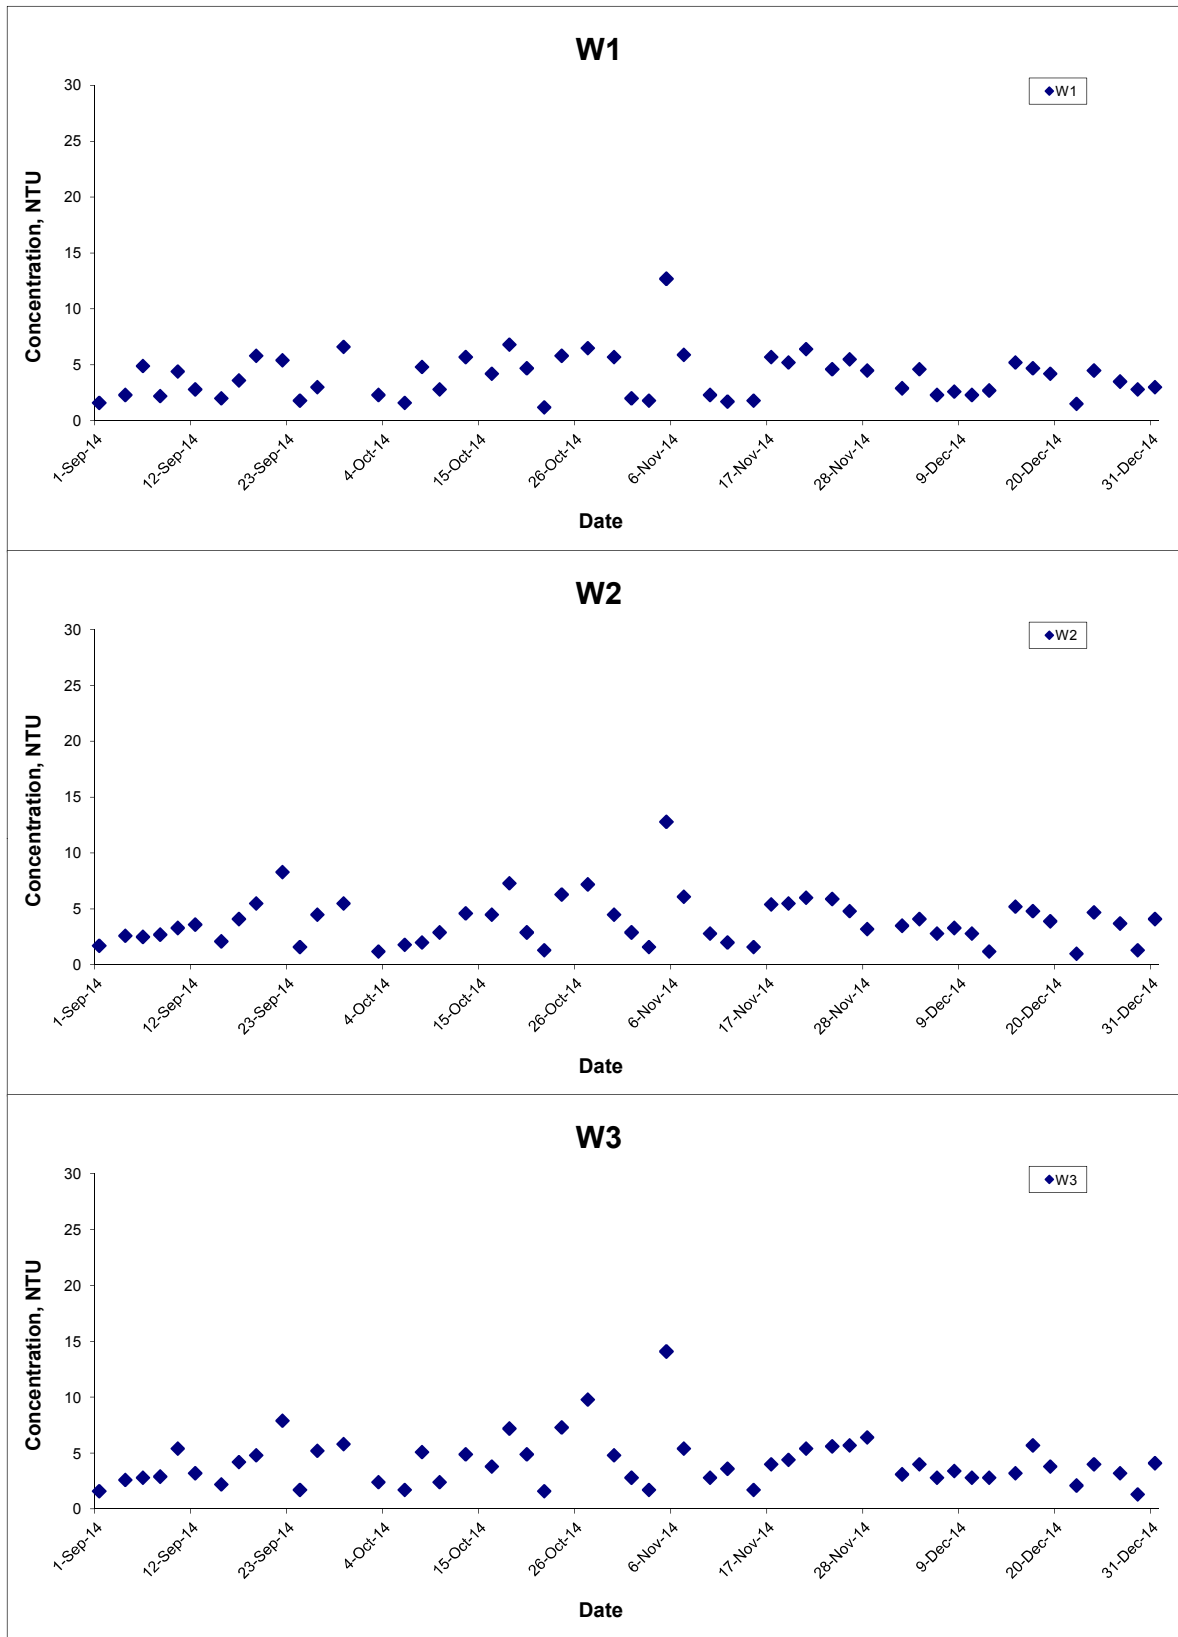 W1
W1
30
25
20
15
10
5
0
Concentration, NTU
1-Sep-14 12-Sep-14 23-Sep-14 4-Oct-14 15-Oct-14 26-Oct-14 6-Nov-14 17-Nov-14 28-Nov-14 9-Dec-14 20-Dec-14 31-Dec-14
Date
W2
W2
30
25
20
15
10
5
0
Concentration, NTU
1-Sep-14 12-Sep-14 23-Sep-14 4-Oct-14 15-Oct-14 26-Oct-14 6-Nov-14 17-Nov-14 28-Nov-14 9-Dec-14 20-Dec-14 31-Dec-14
Date
W3
W3
30
25
20
15
10
5
0
Concentration, NTU
1-Sep-14 12-Sep-14 23-Sep-14 4-Oct-14 15-Oct-14 26-Oct-14 6-Nov-14 17-Nov-14 28-Nov-14 9-Dec-14 20-Dec-14 31-Dec-14
Date